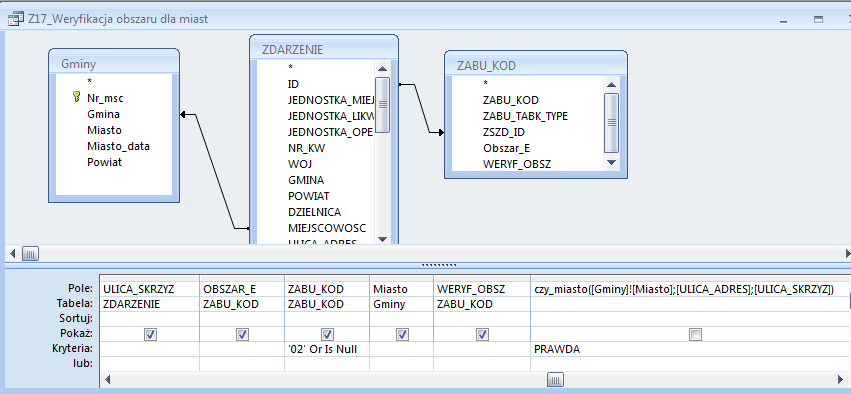 Z17_Weryfikacja obszaru dla miast
Gminy
*
Nr_msc
Gmina
Miasto
Miasto_data
Powiat
ZDARZENIE
*
ID
JEDNOSTKA_MIEJ
JEDNOSTKA_LIKW
JEDNOSTKA_OPE
NR_KW
WOJ
GMINA
POWIAT
DZIELNICA
MIEJSCOWOSC
ULICA_ADRES
ZABU_KOD
*
ZABU_KOD
ZABU_TABK_TYPE
ZSZD_ID
Obszar_E
WERYF_OBSZ
Pole: ULICA_SKRZYZ OBSZAR_E ZABU_KOD Miasto WERYF_OBSZ czy_miasto([Gminy]![Miasto];[ULICA_ADRES];[ULICA_SKRZYZ])
Tabela: ZDARZENIE ZABU_KOD ZABU_KOD Gminy ZABU_KOD
Sortuj:
Pokaż:
Kryteria: '02' Or Is Null PRAWDA
lub: